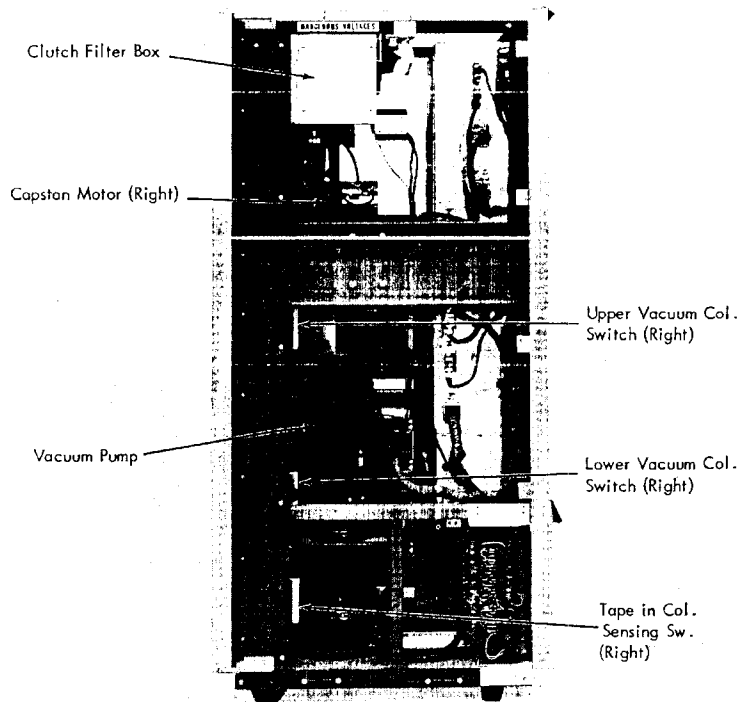 DANGEROUS VOLTAGES
Clutch Filter Box
Capstan Motor (Right)
Upper Vacuum Col.
Switch (Right)
Vacuum Pump
Lower Vacuum Col.
Switch (Right)
Tape in Col.
Sensing Sw.
(Right)